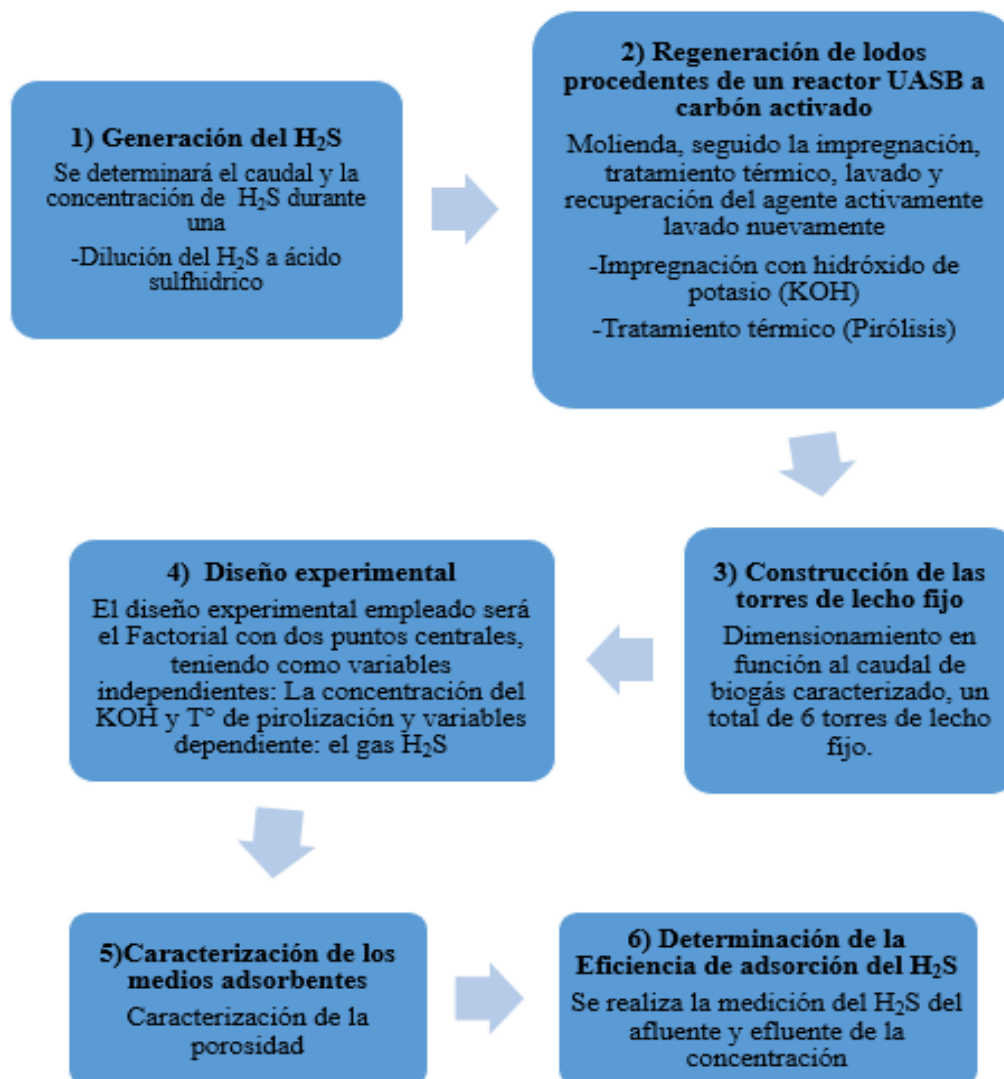 1) Generación del H₂S
Se determinará el caudal y la
concentración de H₂S durante
una
-Dilución del H₂S a ácido
sulfhidrico
2) Regeneración de lodos
procedentes de un reactor UASB a
carbón activado
Molienda, seguido la impregnación,
tratamiento térmico, lavado y
recuperación del agente activamente
lavado nuevamente
-Impregnación con hidróxido de
potasio (KOH)
-Tratamiento térmico (Pirólisis)
3) Construcción de las
torres de lecho fijo
Dimensionamiento en
función al caudal de
biogás caracterizado, un
total de 6 torres de lecho
fijo.
4) Diseño experimental
El diseño experimental empleado será
el Factorial con dos puntos centrales,
teniendo como variables
independientes: La concentración del
KOH y T° de pirolización y variables
dependiente: el gas H₂S
5)Caracterización de los
medios adsorbentes
Caracterización de la
porosidad
6) Determinación de la
Eficiencia de adsorción del H₂S
Se realiza la medición del H₂S del
afluente y efluente de la
concentración